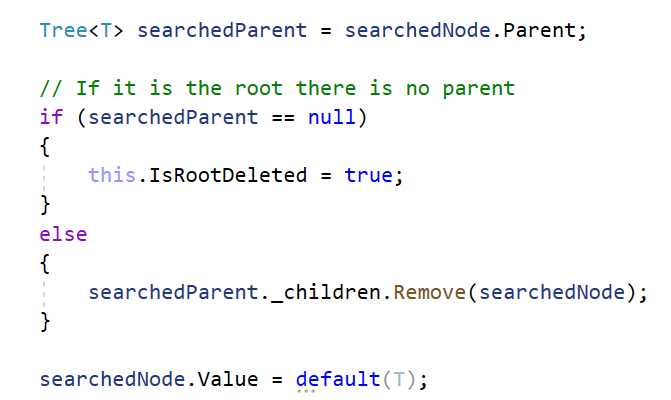 Tree<T> searchedParent = searchedNode.Parent;
// If it is the root there is no parent
if (searchedParent == null)
{
    this.IsRootDeleted = true;
}
else
{
    searchedParent._children.Remove(searchedNode);
}
searchedNode.Value = default(T);